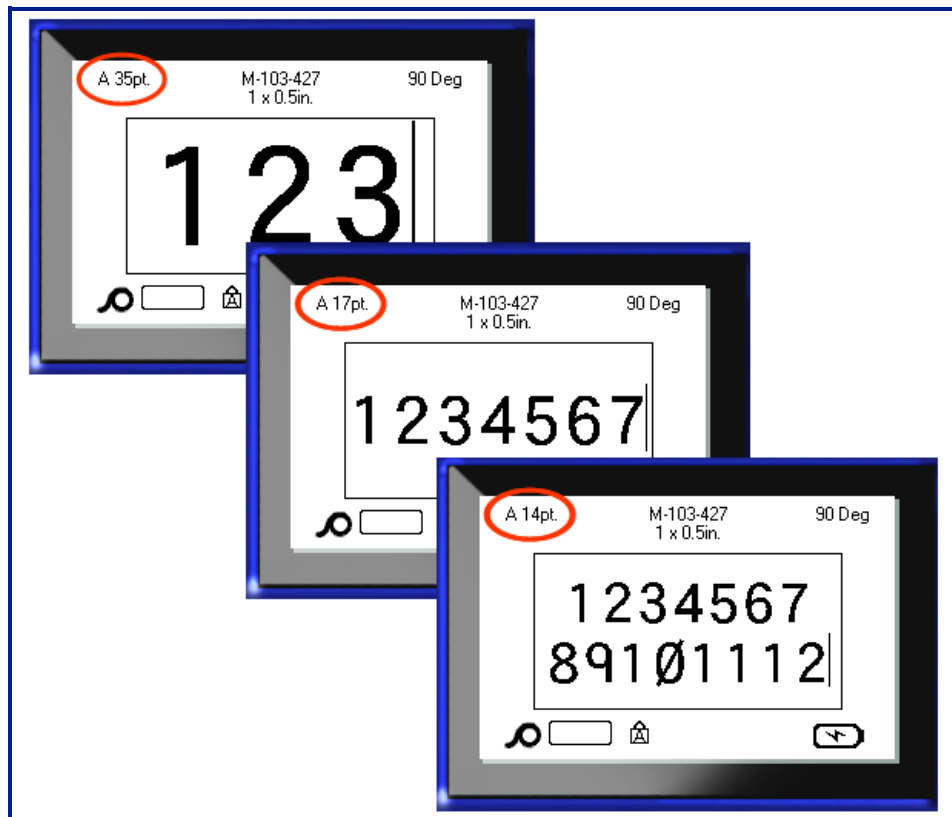 A 35pt. M-103-427 90 Deg
1 x 0.5in.
123
A
A 17pt. M-103-427 90 Deg
1 x 0.5in.
1234567
A 14pt. M-103-427 90 Deg
1 x 0.5in.
1234567
891Ø1112
A